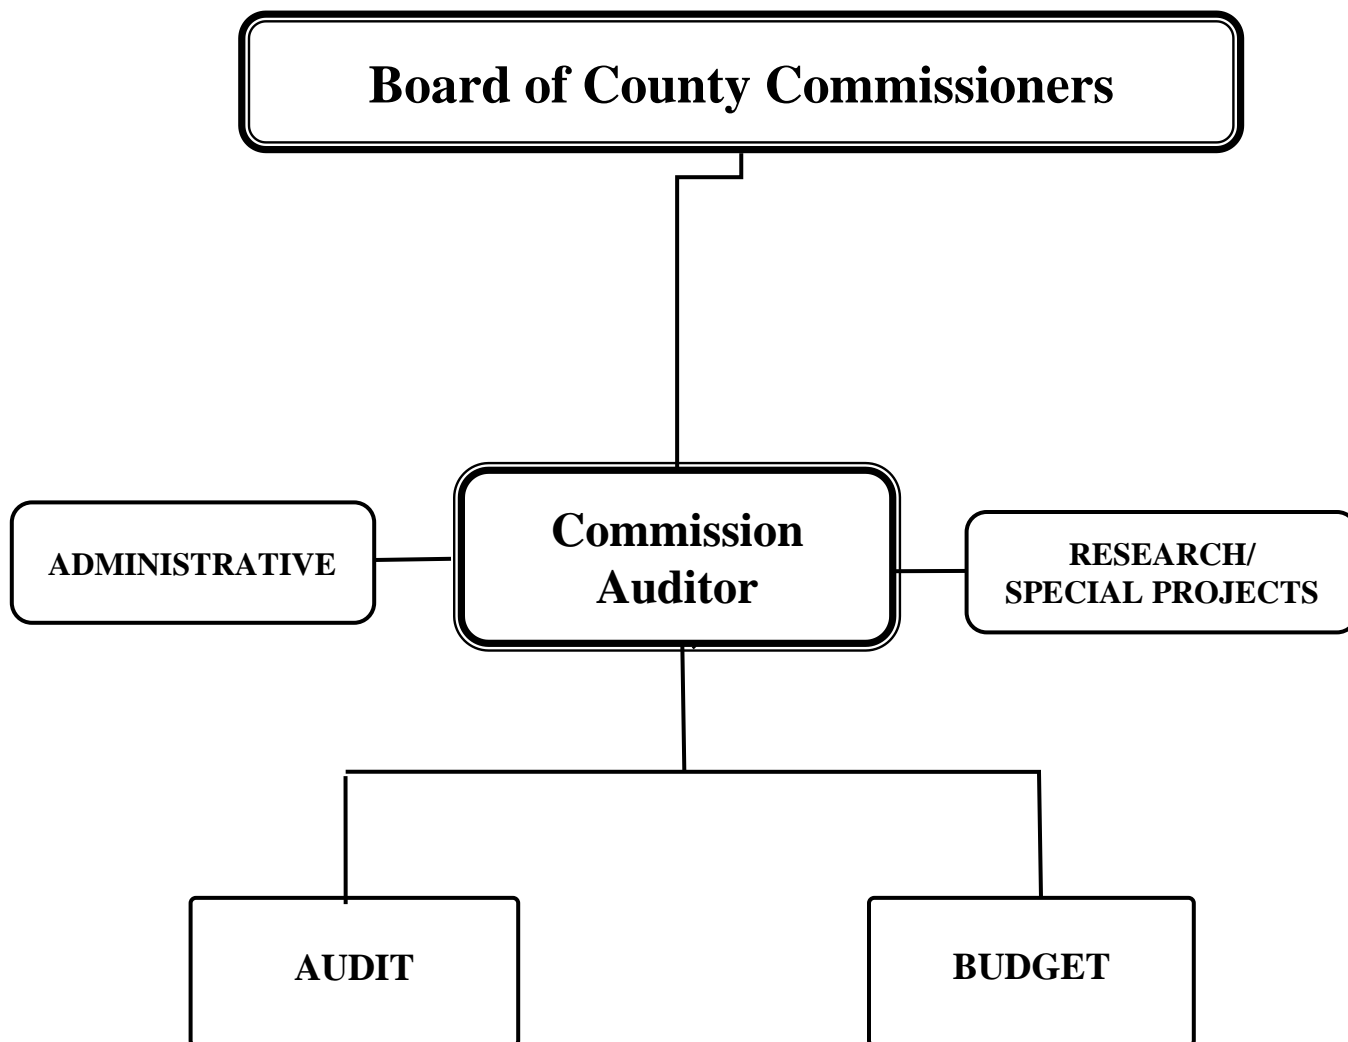 Board of County Commissioners
Commission
Auditor
ADMINISTRATIVE
RESEARCH/
SPECIAL PROJECTS
AUDIT
BUDGET